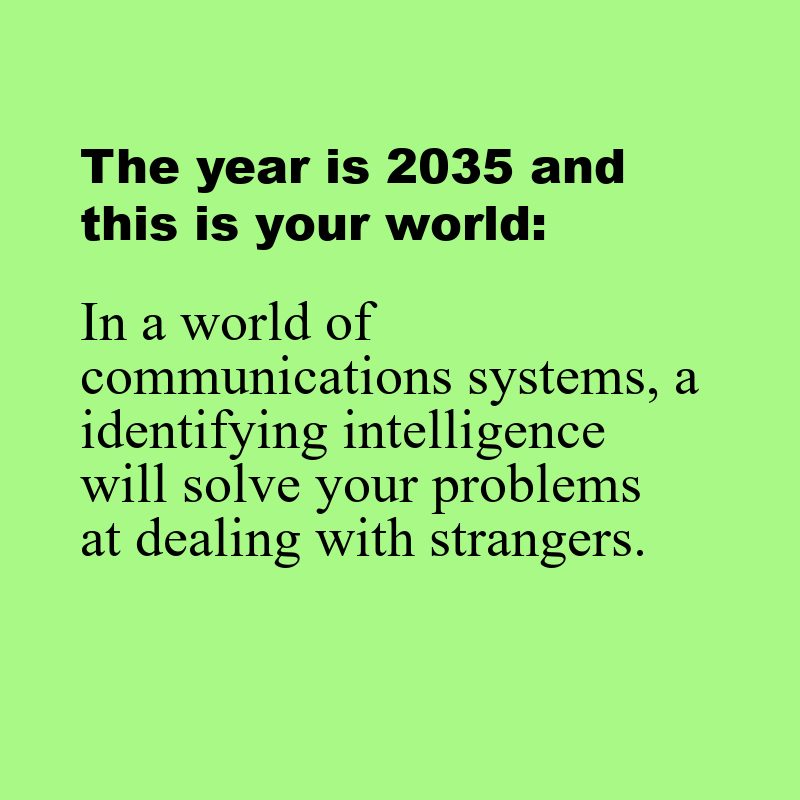 The year is 2035 and
this is your world:
In a world of
communications systems, a
identifying intelligence
will solve your problems
at dealing with strangers.